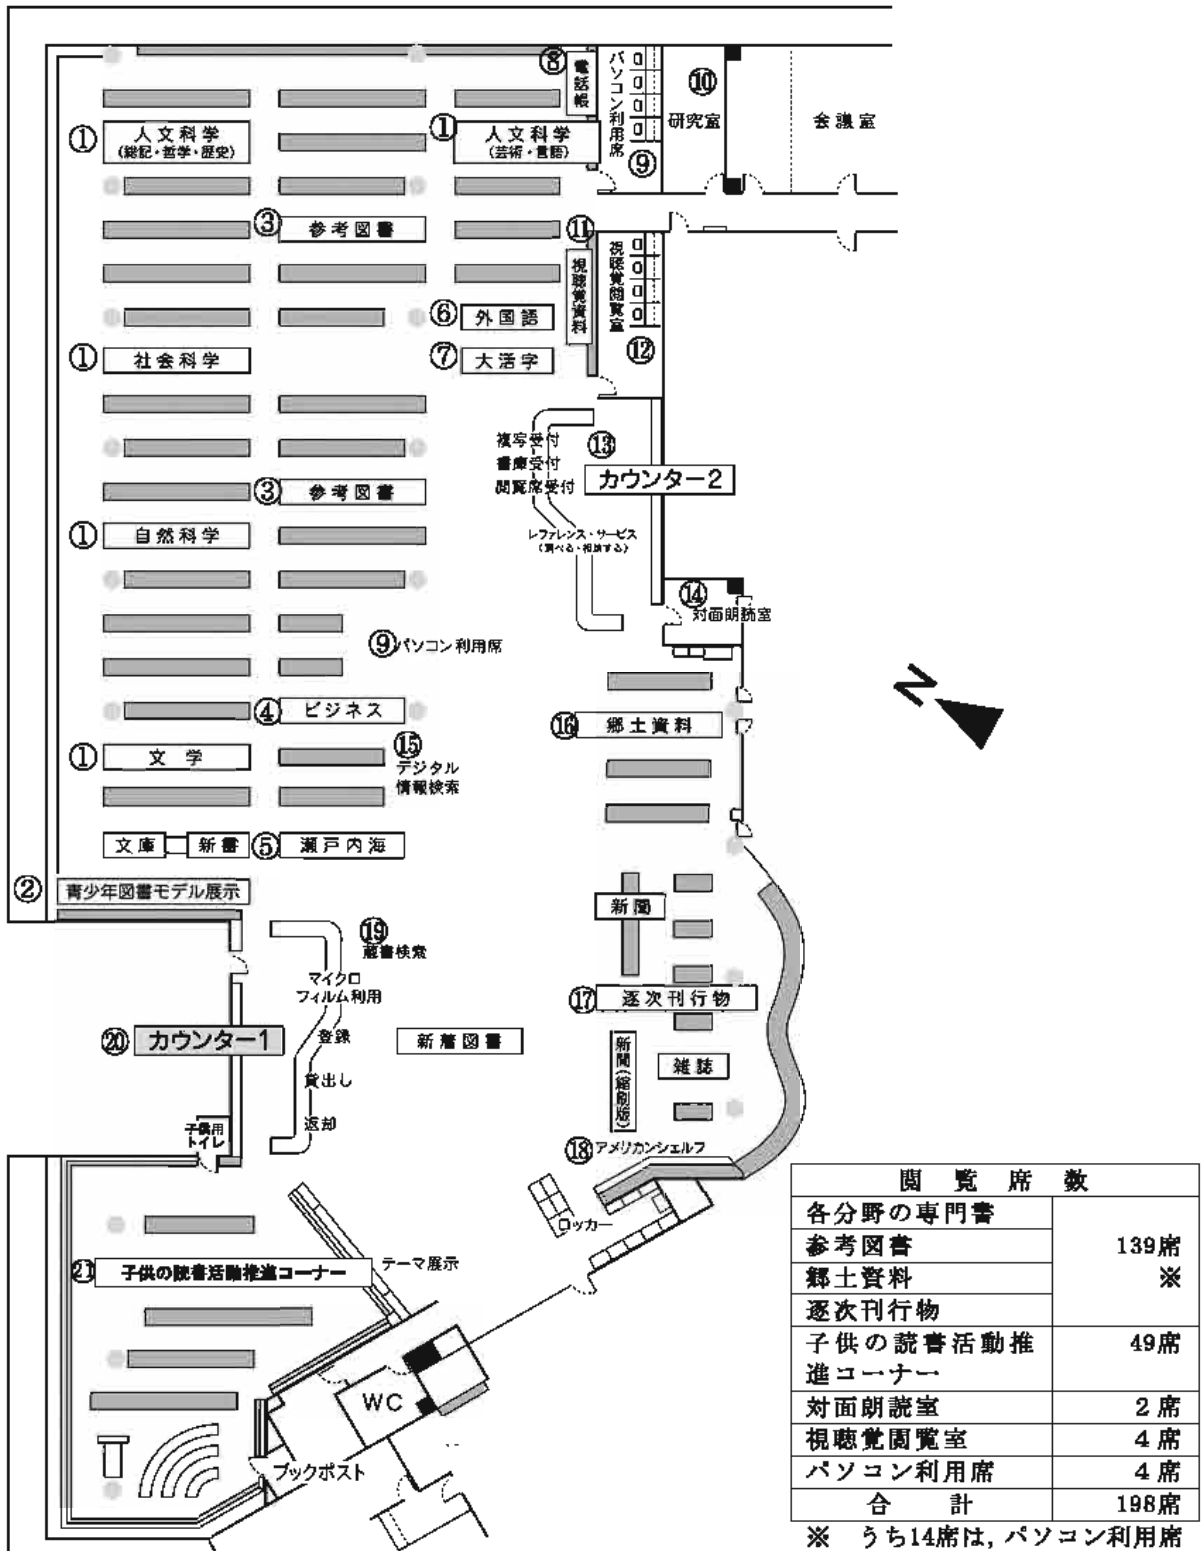 ⑧
電話帳
パソコン利用席
⑨
⑩
研究室
会議室
①
人文科学
(総記・哲学・歴史)
①
人文科学
(芸術・言語)
③
参考図書
⑪
視聴覚資料
視聴覚閲覧室
⑫
⑥
外国語
①
社会科学
⑦
大活字
⑬
複写受付
書庫受付
閲覧席受付
カウンター2
レファレンス・サービス
(調べる・相談する)
③
参考図書
①
自然科学
⑭
対面朗読室
⑨
パソコン利用席
N
④
ビジネス
⑯
郷土資料
①
文学
⑮
デジタル
情報検索
文庫
新書
⑤
瀬戸内海
②
青少年図書モデル展示
新聞
⑲
蔵書検索
マイクロ
フィルム利用
⑰
逐次刊行物
⑳
カウンター1
登録
新着図書
新聞(縮刷版)
雑誌
貸出し
返却
子供用
トイレ
⑱
アメリカンシェルフ
ロッカー
㉑
子供の読書活動推進コーナー
テーマ展示
WC
ブックポスト
閲覧席数
各分野の専門書
参考図書 139席
郷土資料 ※
逐次刊行物
子供の読書活動推 49席
進コーナー
対面朗読室 2席
視聴覚閲覧室 4席
パソコン利用席 4席
合計 198席
※ うち14席は,パソコン利用席